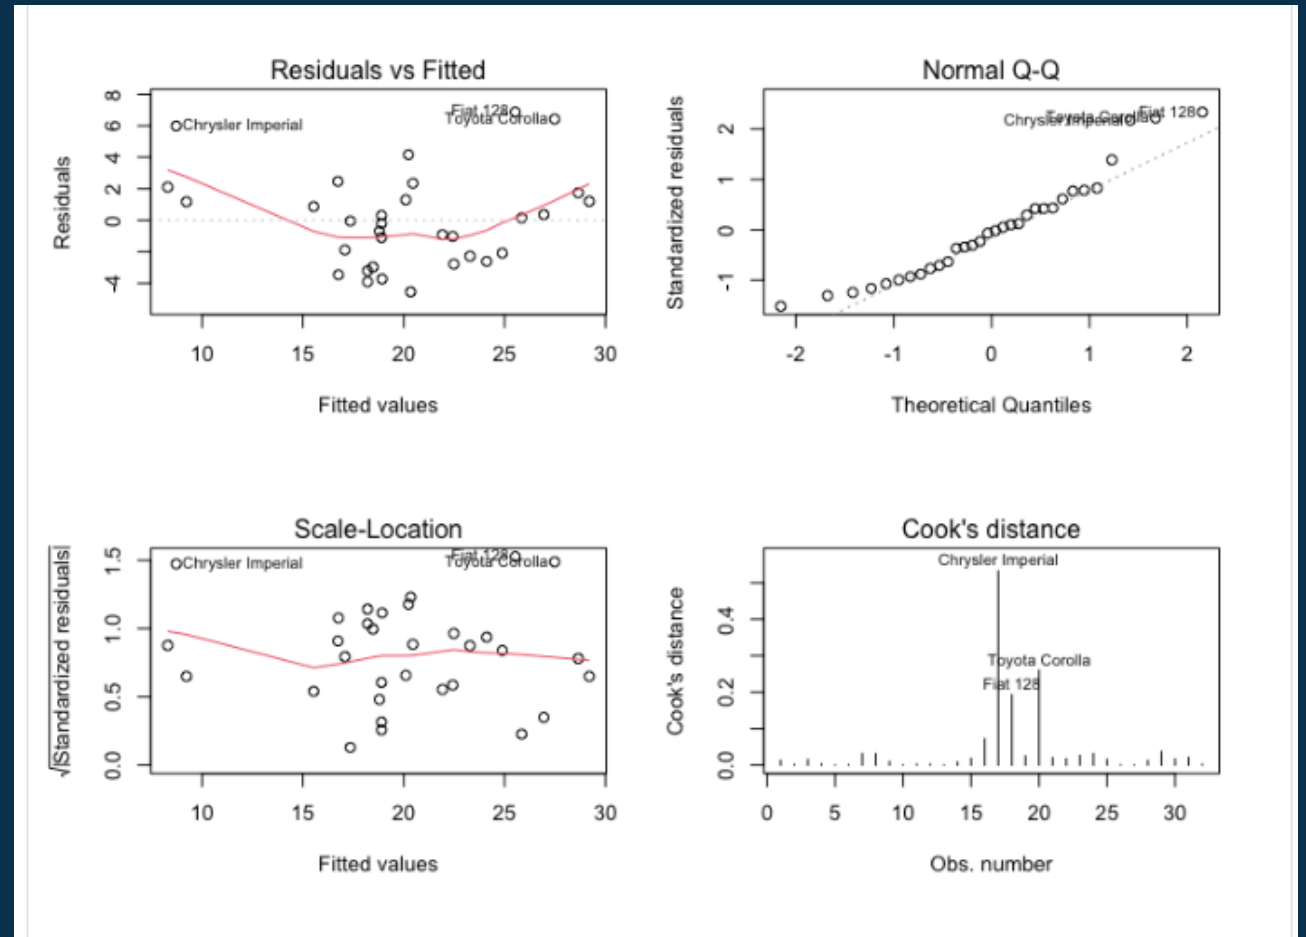 Residuals vs Fitted
Residuals
8
6
4
2
0
-4
Fiat 128
Toyota Corolla
Chrysler Imperial
10 15 20 25 30
Fitted values
Normal Q-Q
Standardized residuals
2
1
0
-1
Chrysler Imperial
Toyota Corolla
Fiat 128
-2 -1 0 1 2
Theoretical Quantiles
Scale-Location
√|Standardized residuals|
1.5
1.0
0.5
0.0
Fiat 128
Toyota Corolla
Chrysler Imperial
10 15 20 25 30
Fitted values
Cook's distance
Cook's distance
0.4
0.2
0.0
Chrysler Imperial
Toyota Corolla
Fiat 128
0 5 10 15 20 25 30
Obs. number